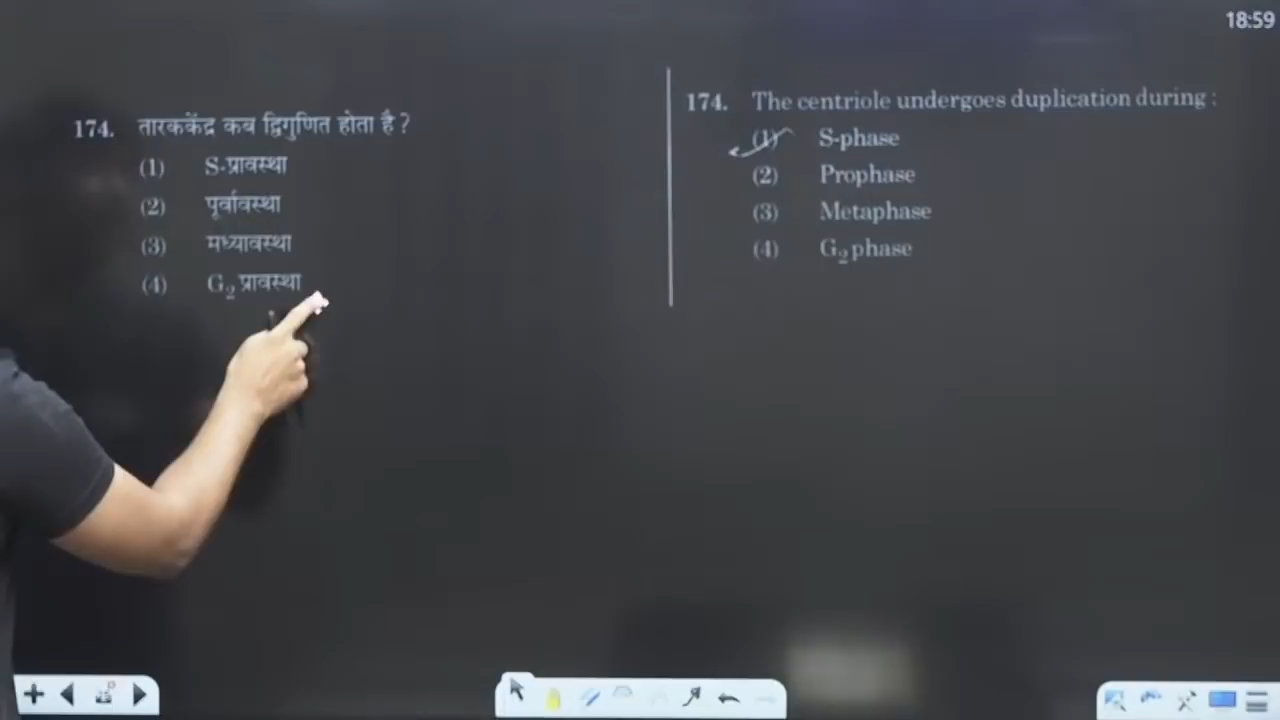 18:59
174. तारककेंद्र कब द्विगुणित होता है ?
(1) S-प्रावस्था
(2) पूर्वावस्था
(3) मध्यावस्था
(4) G₂ प्रावस्था
174. The centriole undergoes duplication during :
(1) S-phase
(2) Prophase
(3) Metaphase
(4) G₂ phase